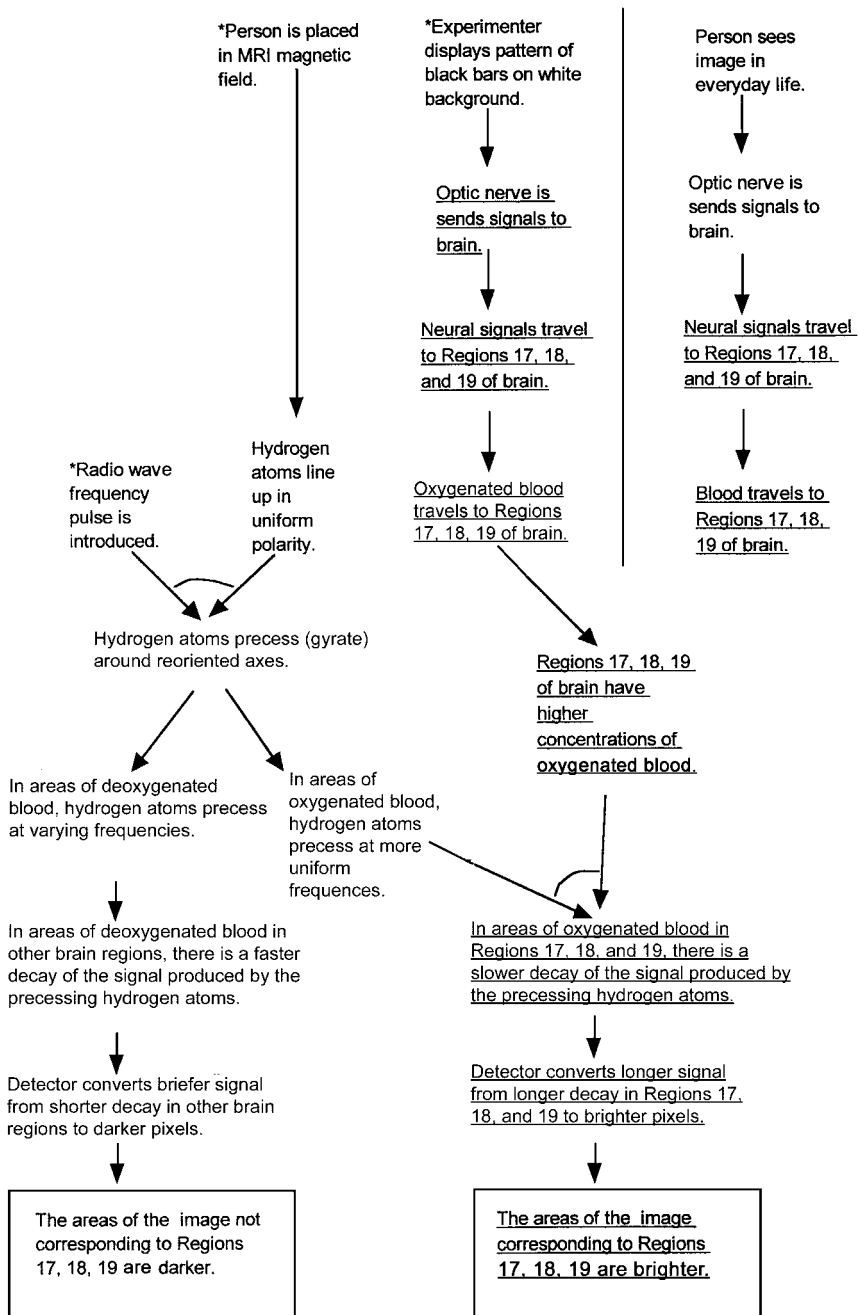 *Person is placed
in MRI magnetic
field.
*Experimenter
displays pattern of
black bars on white
background.
Person sees
image in
everyday life.
Optic nerve is
sends signals to
brain.
Optic nerve is
sends signals to
brain.
Neural signals travel
to Regions 17, 18,
and 19 of brain.
Neural signals travel
to Regions 17, 18,
and 19 of brain.
*Radio wave
frequency
pulse is
introduced.
Hydrogen
atoms line
up in
uniform
polarity.
Oxygenated blood
travels to Regions
17, 18, 19 of brain.
Blood travels to
Regions 17, 18,
19 of brain.
Hydrogen atoms precess (gyrate)
around reoriented axes.
Regions 17, 18, 19
of brain have
higher
concentrations of
oxygenated blood.
In areas of deoxygenated
blood, hydrogen atoms precess
at varying frequencies.
In areas of
oxygenated blood,
hydrogen atoms
precess at more
uniform
frequences.
In areas of deoxygenated blood in
other brain regions, there is a faster
decay of the signal produced by the
precessing hydrogen atoms.
In areas of oxygenated blood in
Regions 17, 18, and 19, there is a
slower decay of the signal produced by
the precessing hydrogen atoms.
Detector converts briefer signal
from shorter decay in other brain
regions to darker pixels.
Detector converts longer signal
from longer decay in Regions 17,
18, and 19 to brighter pixels.
The areas of the image not
corresponding to Regions
17, 18, 19 are darker.
The areas of the image
corresponding to Regions
17, 18, 19 are brighter.